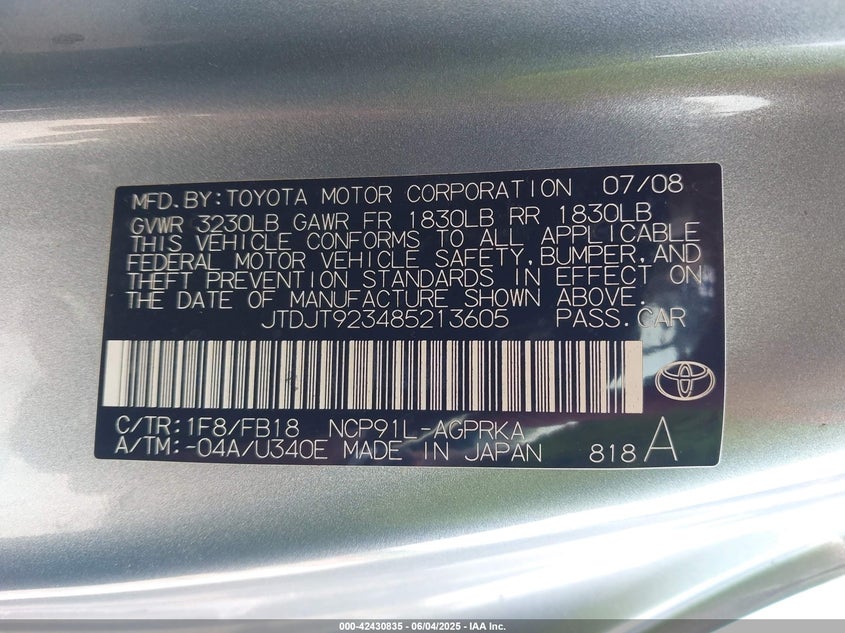 MFD.BY:TOYOTA MOTOR CORPORATION 07/08
GVWR 3230LB GAWR FR 1830LB RR 1830LB
THIS VEHICLE CONFORMS TO ALL APPLICABLE
FEDERAL MOTOR VEHICLE SAFETY,BUMPER,AND
THEFT PREVENTION STANDARDS IN EFFECT ON
THE DATE OF MANUFACTURE SHOWN ABOVE.
JTDJT923485213605 PASS.CAR
C/TR:1F8/FB18 NCP91L-AGPRKA
A/TM:-04A/U340E MADE IN JAPAN 818 A
000-42430835 - 06/04/2025 - IAA Inc.